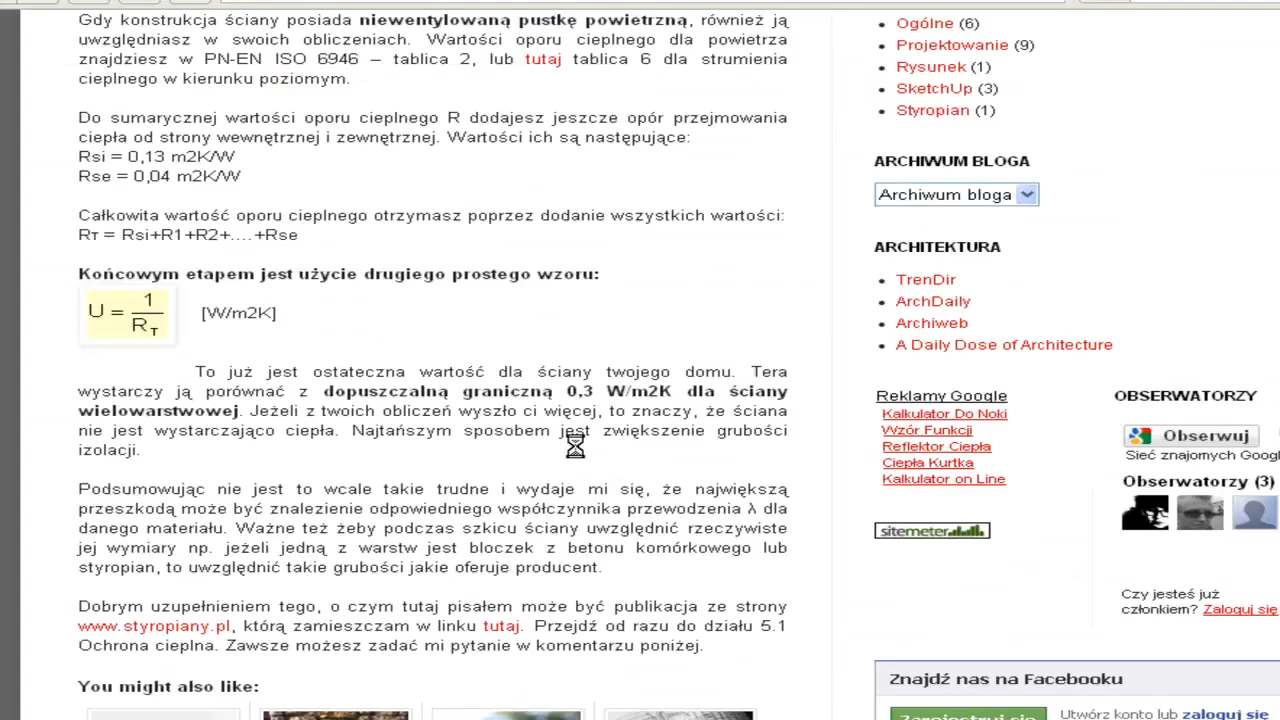 Gdy konstrukcja ściany posiada niewentylowaną pustkę powietrzną, również ją
uwzględniasz w swoich obliczeniach. Wartości oporu cieplnego dla powietrza
znajdziesz w PN-EN ISO 6946 – tablica 2, lub tutaj tablica 6 dla strumienia
cieplnego w kierunku poziomym.
Do sumarycznej wartości oporu cieplnego R dodajesz jeszcze opór przejmowania
ciepła od strony wewnętrznej i zewnętrznej. Wartości ich są następujące:
Rsi = 0,13 m2K/W
Rse = 0,04 m2K/W
Całkowita wartość oporu cieplnego otrzymasz poprzez dodanie wszystkich wartości:
RT = Rsi+R1+R2+....+Rse
Końcowym etapem jest użycie drugiego prostego wzoru:
U = 1/RT [W/m2K]
To już jest ostateczna wartość dla ściany twojego domu. Tera
wystarczy ją porównać z dopuszczalną graniczną 0,3 W/m2K dla ściany
wielowarstwowej. Jeżeli z twoich obliczeń wyszło ci więcej, to znaczy, że ściana
nie jest wystarczająco ciepła. Najtańszym sposobem jest zwiększenie grubości
izolacji.
Podsumowując nie jest to wcale takie trudne i wydaje mi się, że największą
przeszkodą może być znalezienie odpowiedniego współczynnika przewodzenia λ dla
danego materiału. Ważne też żeby podczas szkicu ściany uwzględnić rzeczywiste
jej wymiary np. jeżeli jedną z warstw jest bloczek z betonu komórkowego lub
styropian, to uwzględnić takie grubości jakie oferuje producent.
Dobrym uzupełnieniem tego, o czym tutaj pisałem może być publikacja ze strony
www.styropiany.pl, którą zamieszczam w linku tutaj. Przejdź od razu do działu 5.1
Ochrona cieplna. Zawsze możesz zadać mi pytanie w komentarzu poniżej.
You might also like:
Ogólne (6)
Projektowanie (9)
Rysunek (1)
SketchUp (3)
Styropian (1)
ARCHIWUM BLOGA
Archiwum bloga
ARCHITEKTURA
TrenDir
ArchDaily
Archiweb
A Daily Dose of Architecture
Reklamy Google
Kalkulator Do Noki
Wzór Funkcji
Reflektor Ciepła
Ciepła Kurtka
Kalkulator on Line
sitemeter
OBSERWATORZY
Obserwuj
Sieć znajomych Googl
Obserwatorzy (3)
Czy jesteś już
członkiem? Zaloguj się
Znajdź nas na Facebooku
Zarejestruj się
Utwórz konto lub zaloguj się